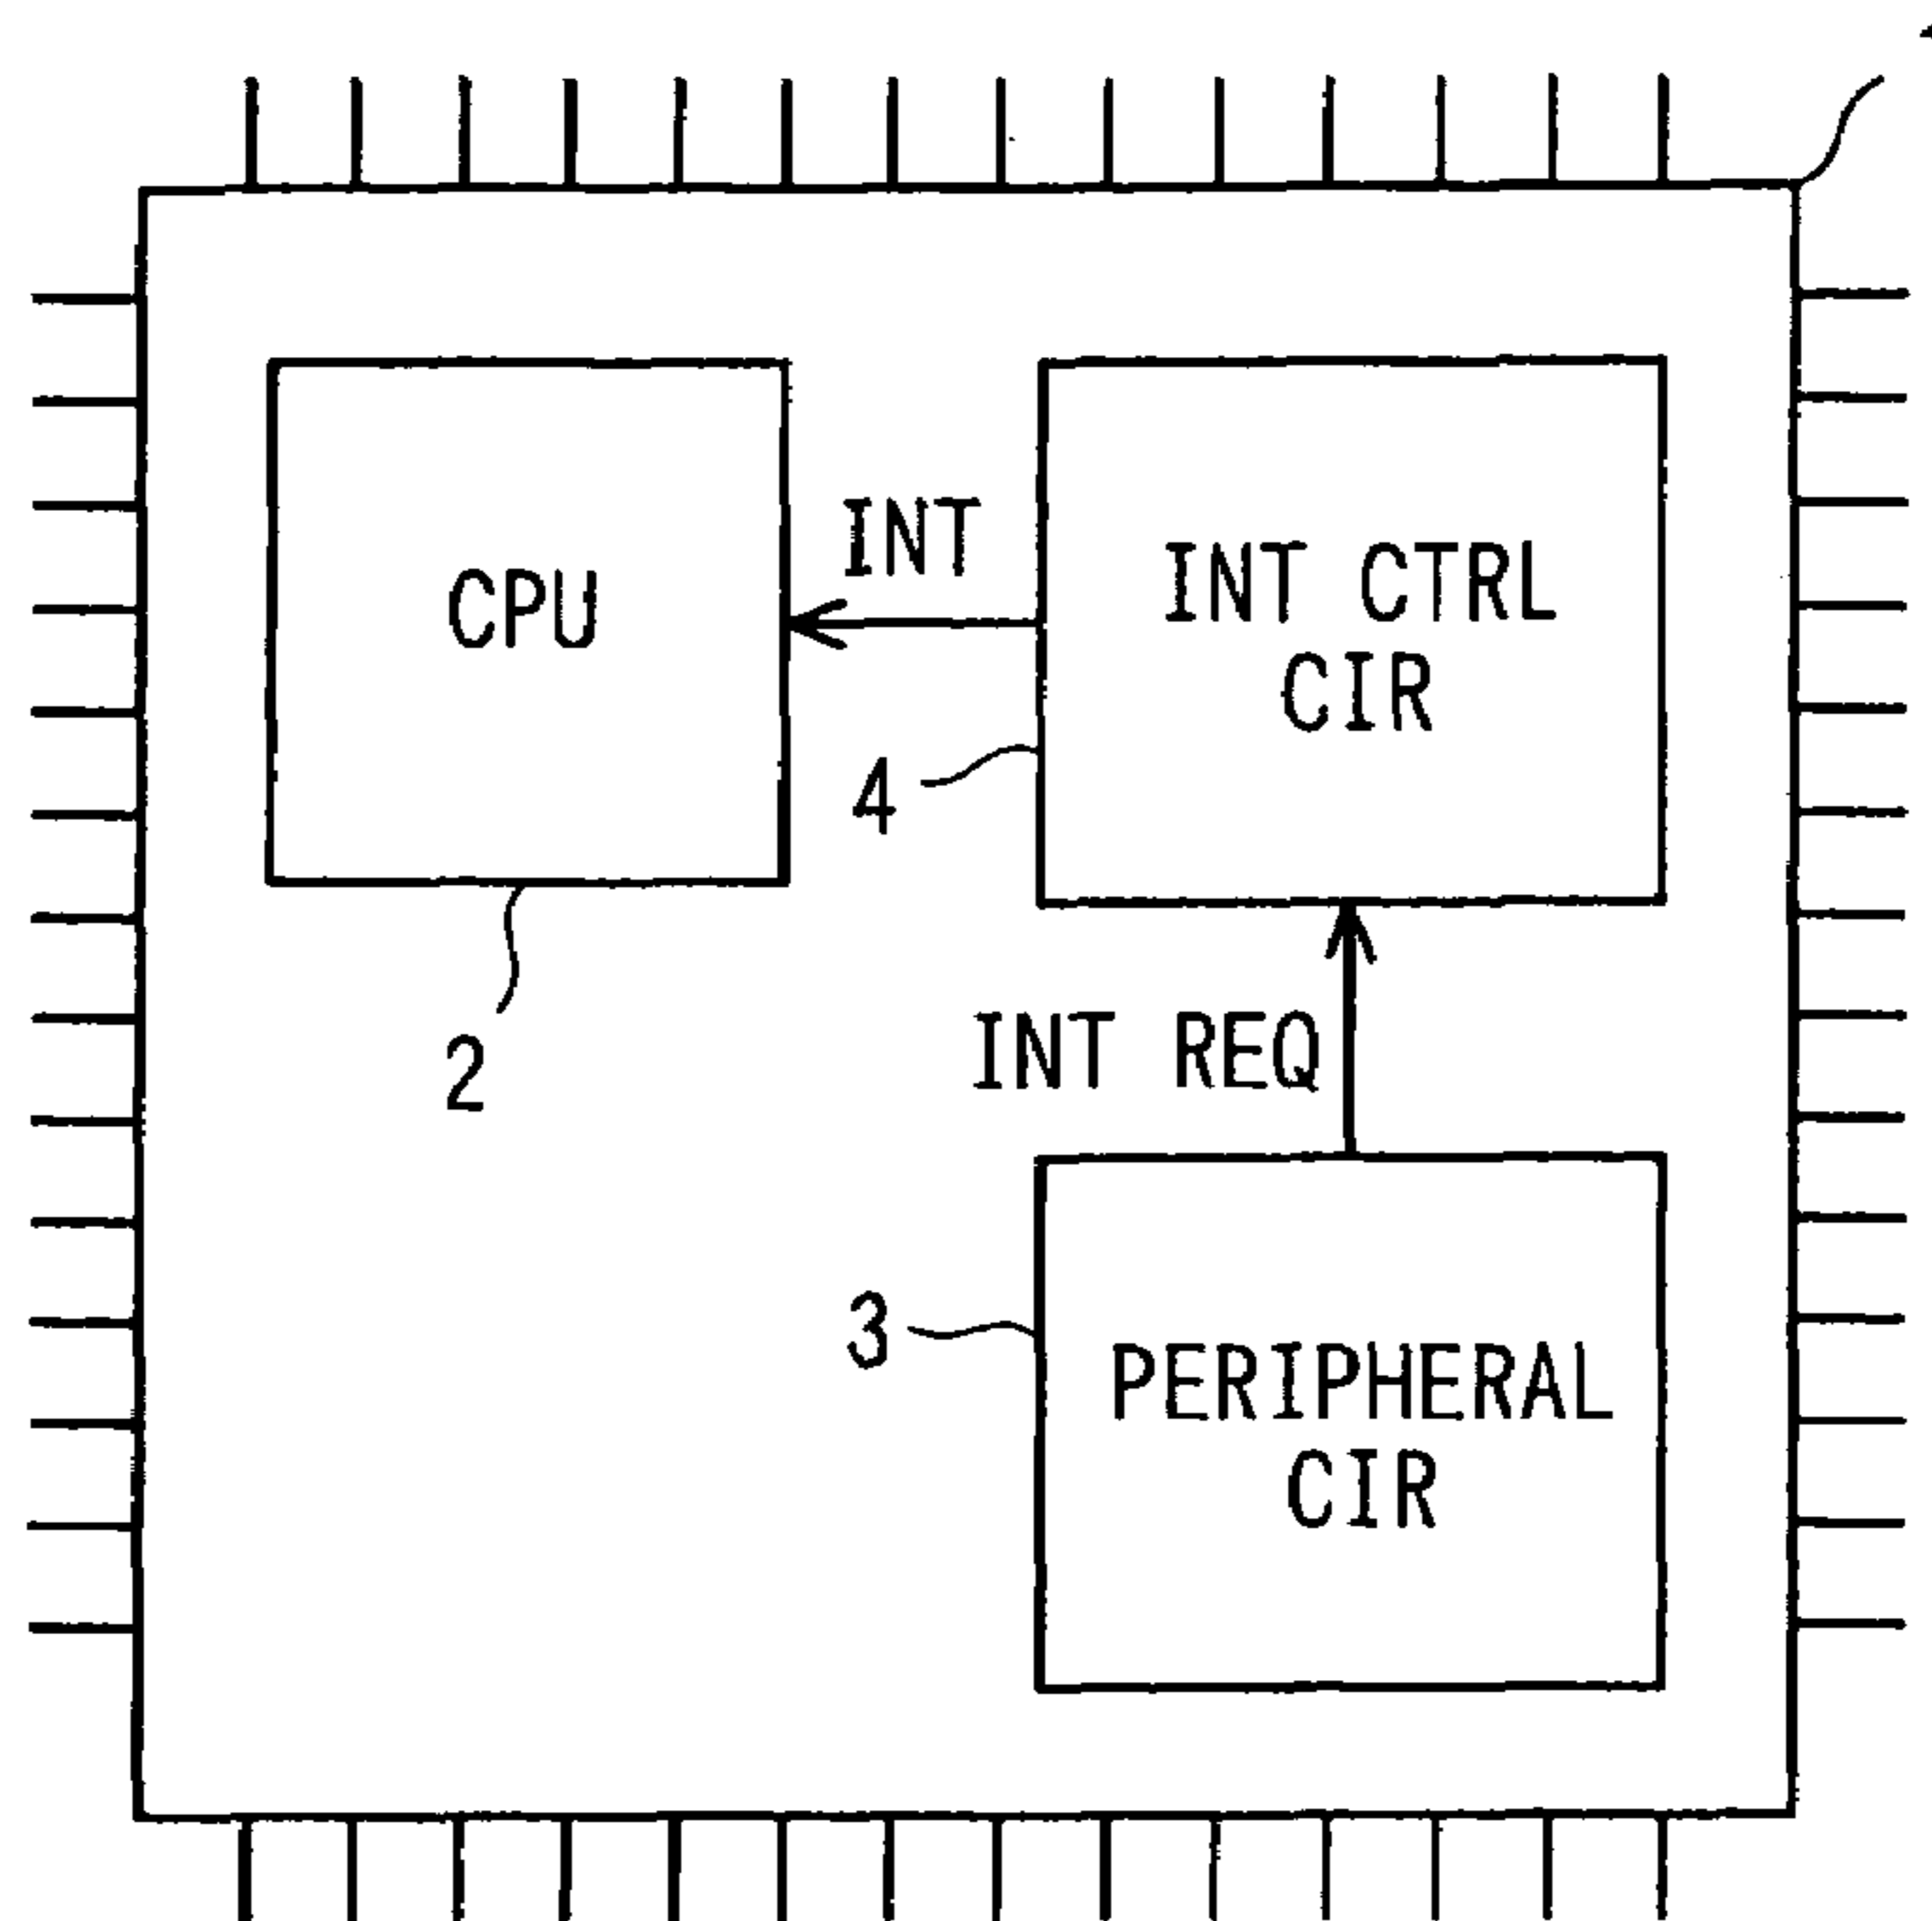 INT
CPU
INT CTRL
CIR
4
2
INT REQ
3
PERIPHERAL
CIR